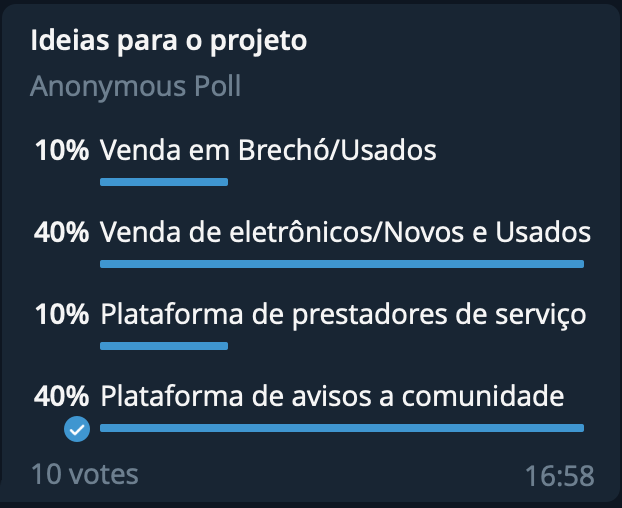 Ideias para o projeto
Anonymous Poll
10% Venda em Brechó/Usados
40% Venda de eletrônicos/Novos e Usados
10% Plataforma de prestadores de serviço
40% Plataforma de avisos a comunidade
10 votes 16:58